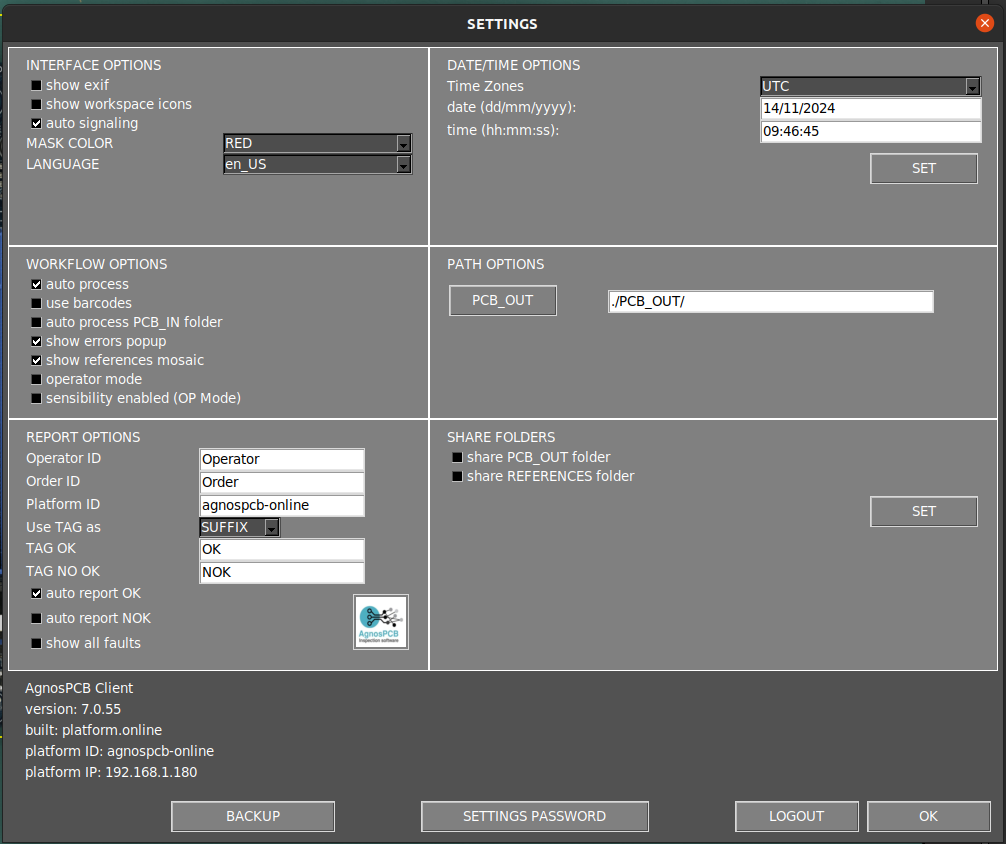 SETTINGS
INTERFACE OPTIONS
show exif
show workspace icons
auto signaling
MASK COLOR RED
LANGUAGE en_US
DATE/TIME OPTIONS
Time Zones UTC
date (dd/mm/yyyy): 14/11/2024
time (hh:mm:ss): 09:46:45
SET
WORKFLOW OPTIONS
auto process
use barcodes
auto process PCB_IN folder
show errors popup
show references mosaic
operator mode
sensibility enabled (OP Mode)
PATH OPTIONS
PCB_OUT ./PCB_OUT/
REPORT OPTIONS
Operator ID Operator
Order ID Order
Platform ID agnospcb-online
Use TAG as SUFFIX
TAG OK OK
TAG NO OK NOK
auto report OK
auto report NOK
show all faults
AgnosPCB
Inspection software
SHARE FOLDERS
share PCB_OUT folder
share REFERENCES folder
SET
AgnosPCB Client
version: 7.0.55
built: platform.online
platform ID: agnospcb-online
platform IP: 192.168.1.180
BACKUP SETTINGS PASSWORD LOGOUT OK